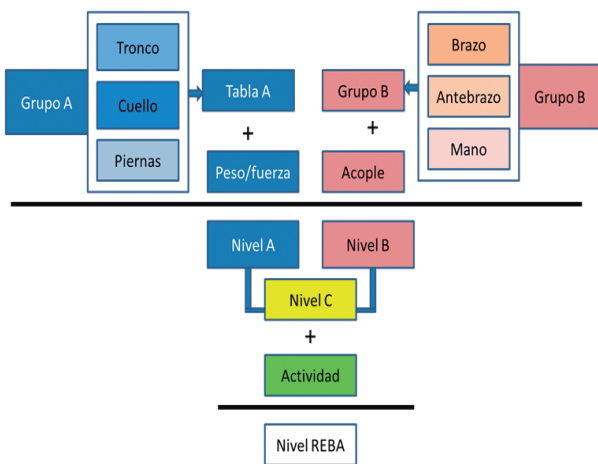 Tronco
Grupo A
Cuello
Piernas
Tabla A
+
Peso/fuerza
Grupo B
+
Acople
Brazo
Antebrazo
Mano
Grupo B
Nivel A
Nivel B
Nivel C
+
Actividad
Nivel REBA